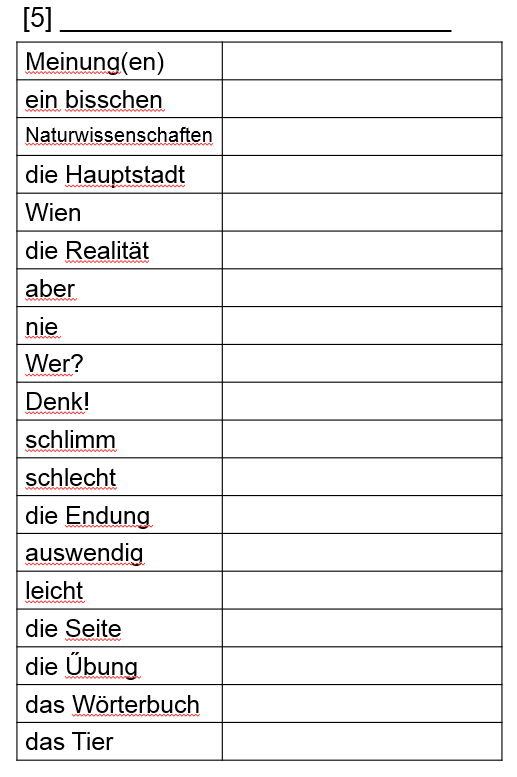 [5] ____________________________
Meinung(en)
ein bisschen
Naturwissenschaften
die Hauptstadt
Wien
die Realität
aber
nie
Wer?
Denk!
schlimm
schlecht
die Endung
auswendig
leicht
die Seite
die Űbung
das Wörterbuch
das Tier